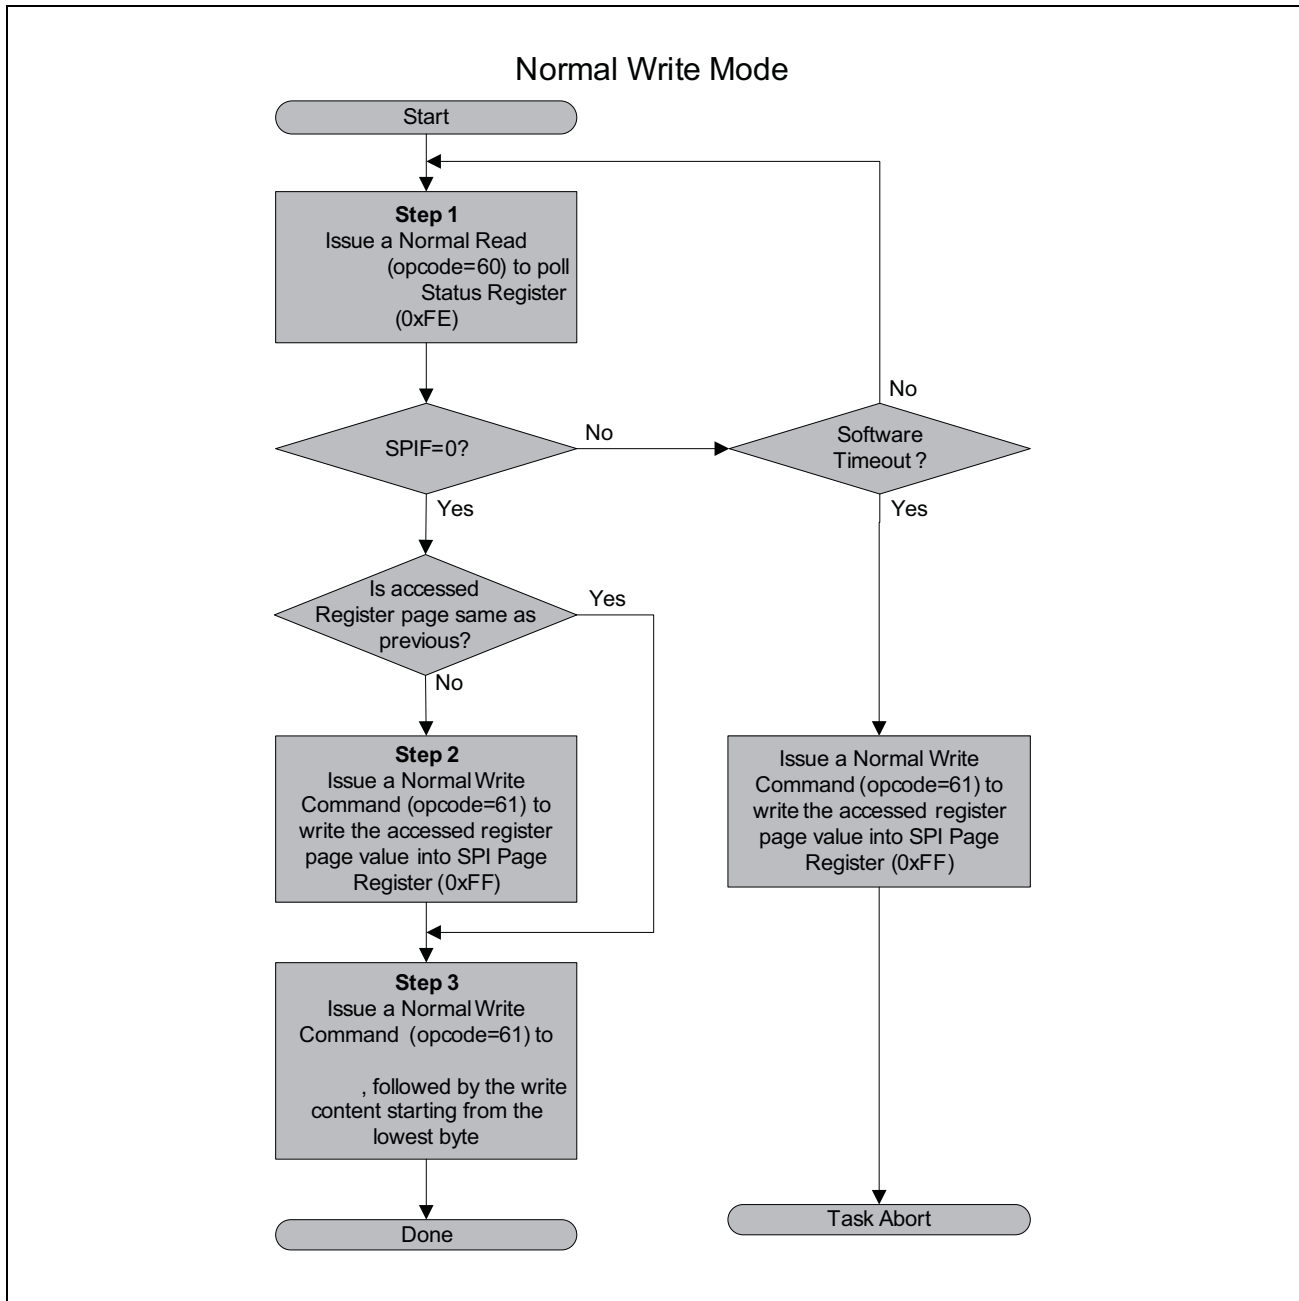 Normal Write Mode
Start
Step 1
Issue a Normal Read
(opcode=60) to poll
Status Register
(0xFE)
SPIF=0?
No
Yes
No
Software
Timeout ?
Yes
Is accessed
Register page same as
previous?
Yes
No
Step 2
Issue a Normal Write
Command (opcode=61) to
write the accessed register
page value into SPI Page
Register (0xFF)
Issue a Normal Write
Command (opcode=61) to
write the accessed register
page value into SPI Page
Register (0xFF)
Step 3
Issue a Normal Write
Command (opcode=61) to
, followed by the write
content starting from the
lowest byte
Done
Task Abort